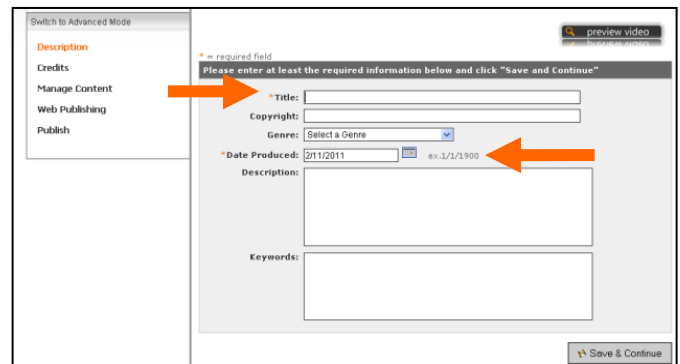 Switch to Advanced Mode
Description
Credits
Manage Content
Web Publishing
Publish
preview video
* = required field
Please enter at least the required information below and click "Save and Continue"
*Title:
Copyright:
Genre: Select a Genre
*Date Produced: 2/11/2011 ex.1/1/1900
Description:
Keywords:
Save & Continue